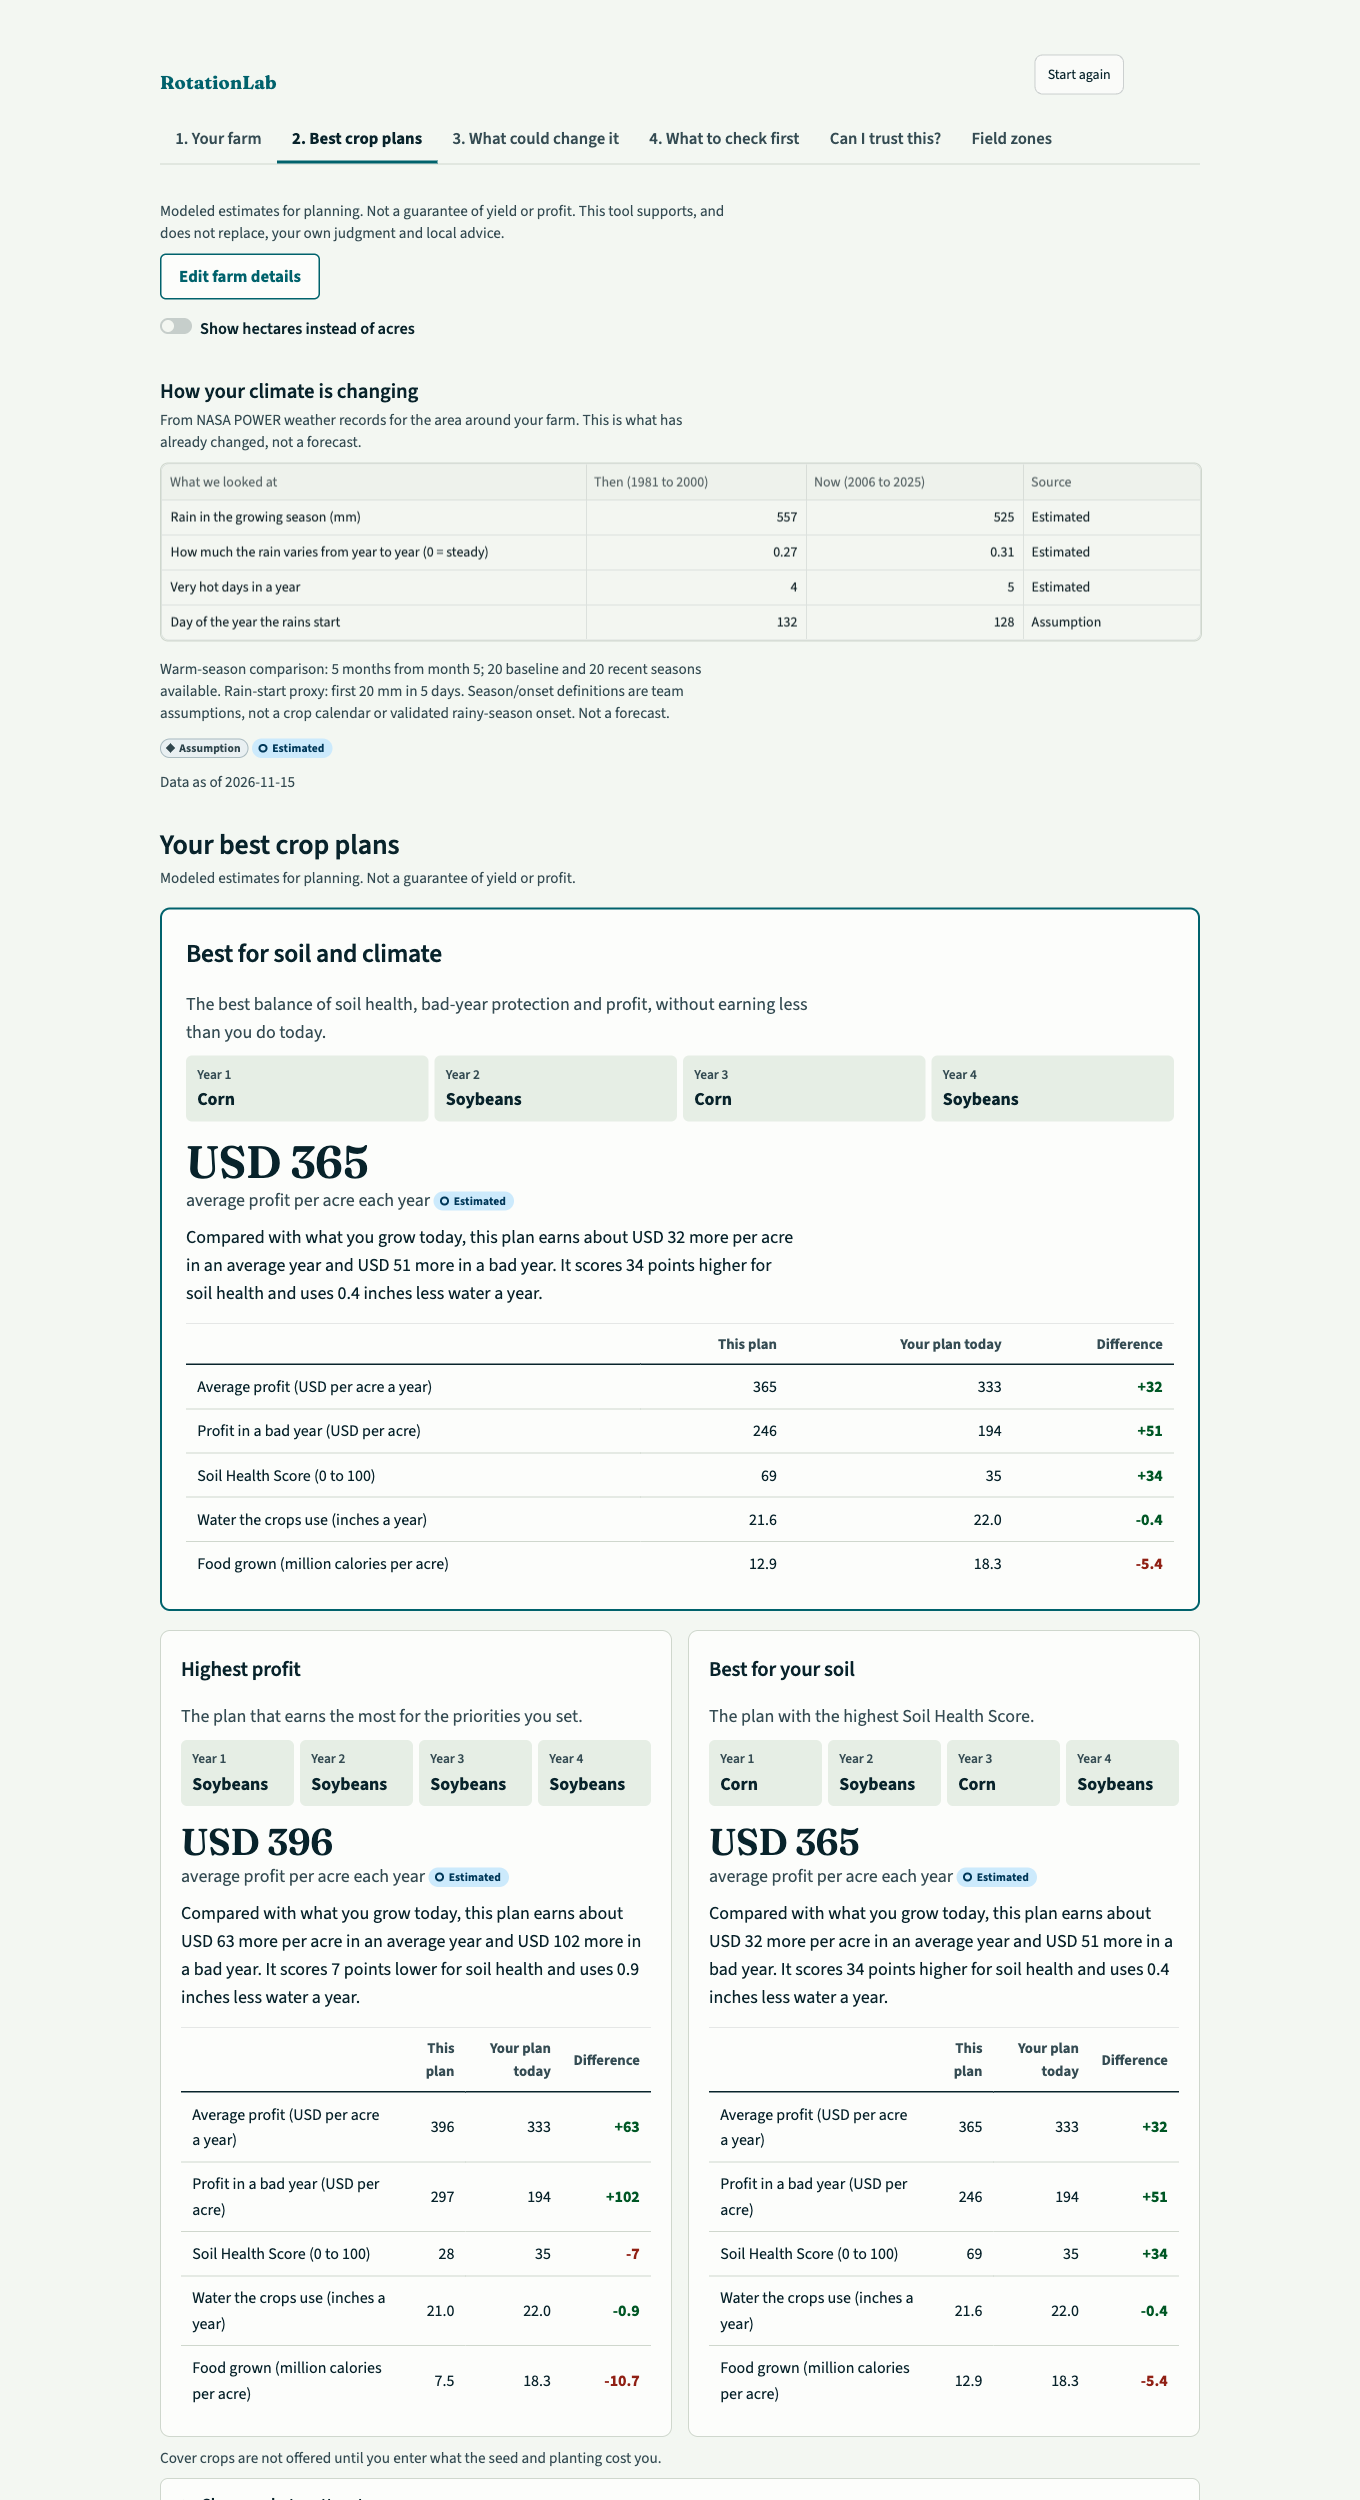 RotationLab
Start again
1. Your farm 2. Best crop plans 3. What could change it 4. What to check first Can I trust this? Field zones
Modeled estimates for planning. Not a guarantee of yield or profit. This tool supports, and
does not replace, your own judgment and local advice.
Edit farm details
Show hectares instead of acres
How your climate is changing
From NASA POWER weather records for the area around your farm. This is what has
already changed, not a forecast.
What we looked at Then (1981 to 2000) Now (2006 to 2025) Source
Rain in the growing season (mm) 557 525 Estimated
How much the rain varies from year to year (0 = steady) 0.27 0.31 Estimated
Very hot days in a year 4 5 Estimated
Day of the year the rains start 132 128 Assumption
Warm-season comparison: 5 months from month 5; 20 baseline and 20 recent seasons
available. Rain-start proxy: first 20 mm in 5 days. Season/onset definitions are team
assumptions, not a crop calendar or validated rainy-season onset. Not a forecast.
Assumption Estimated
Data as of 2026-11-15
Your best crop plans
Modeled estimates for planning. Not a guarantee of yield or profit.
Best for soil and climate
The best balance of soil health, bad-year protection and profit, without earning less
than you do today.
Year 1 Year 2 Year 3 Year 4
Corn Soybeans Corn Soybeans
USD 365
average profit per acre each year Estimated
Compared with what you grow today, this plan earns about USD 32 more per acre
in an average year and USD 51 more in a bad year. It scores 34 points higher for
soil health and uses 0.4 inches less water a year.
This plan Your plan today Difference
Average profit (USD per acre a year) 365 333 +32
Profit in a bad year (USD per acre) 246 194 +51
Soil Health Score (0 to 100) 69 35 +34
Water the crops use (inches a year) 21.6 22.0 -0.4
Food grown (million calories per acre) 12.9 18.3 -5.4
Highest profit
The plan that earns the most for the priorities you set.
Year 1 Year 2 Year 3 Year 4
Soybeans Soybeans Soybeans Soybeans
USD 396
average profit per acre each year Estimated
Compared with what you grow today, this plan earns about
USD 63 more per acre in an average year and USD 102 more in
a bad year. It scores 7 points lower for soil health and uses 0.9
inches less water a year.
This plan Your plan today Difference
Average profit (USD per acre
a year) 396 333 +63
Profit in a bad year (USD per
acre) 297 194 +102
Soil Health Score (0 to 100) 28 35 -7
Water the crops use (inches a
year) 21.0 22.0 -0.9
Food grown (million calories
per acre) 7.5 18.3 -10.7
Best for your soil
The plan with the highest Soil Health Score.
Year 1 Year 2 Year 3 Year 4
Corn Soybeans Corn Soybeans
USD 365
average profit per acre each year Estimated
Compared with what you grow today, this plan earns about
USD 32 more per acre in an average year and USD 51 more in a
bad year. It scores 34 points higher for soil health and uses 0.4
inches less water a year.
This plan Your plan today Difference
Average profit (USD per acre
a year) 365 333 +32
Profit in a bad year (USD per
acre) 246 194 +51
Soil Health Score (0 to 100) 69 35 +34
Water the crops use (inches a
year) 21.6 22.0 -0.4
Food grown (million calories
per acre) 12.9 18.3 -5.4
Cover crops are not offered until you enter what the seed and planting cost you.